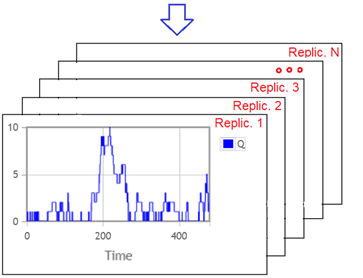 Replic. N
Replic. 3
Replic. 2
Replic. 1
10
5
0
Q
0
200
400
Time